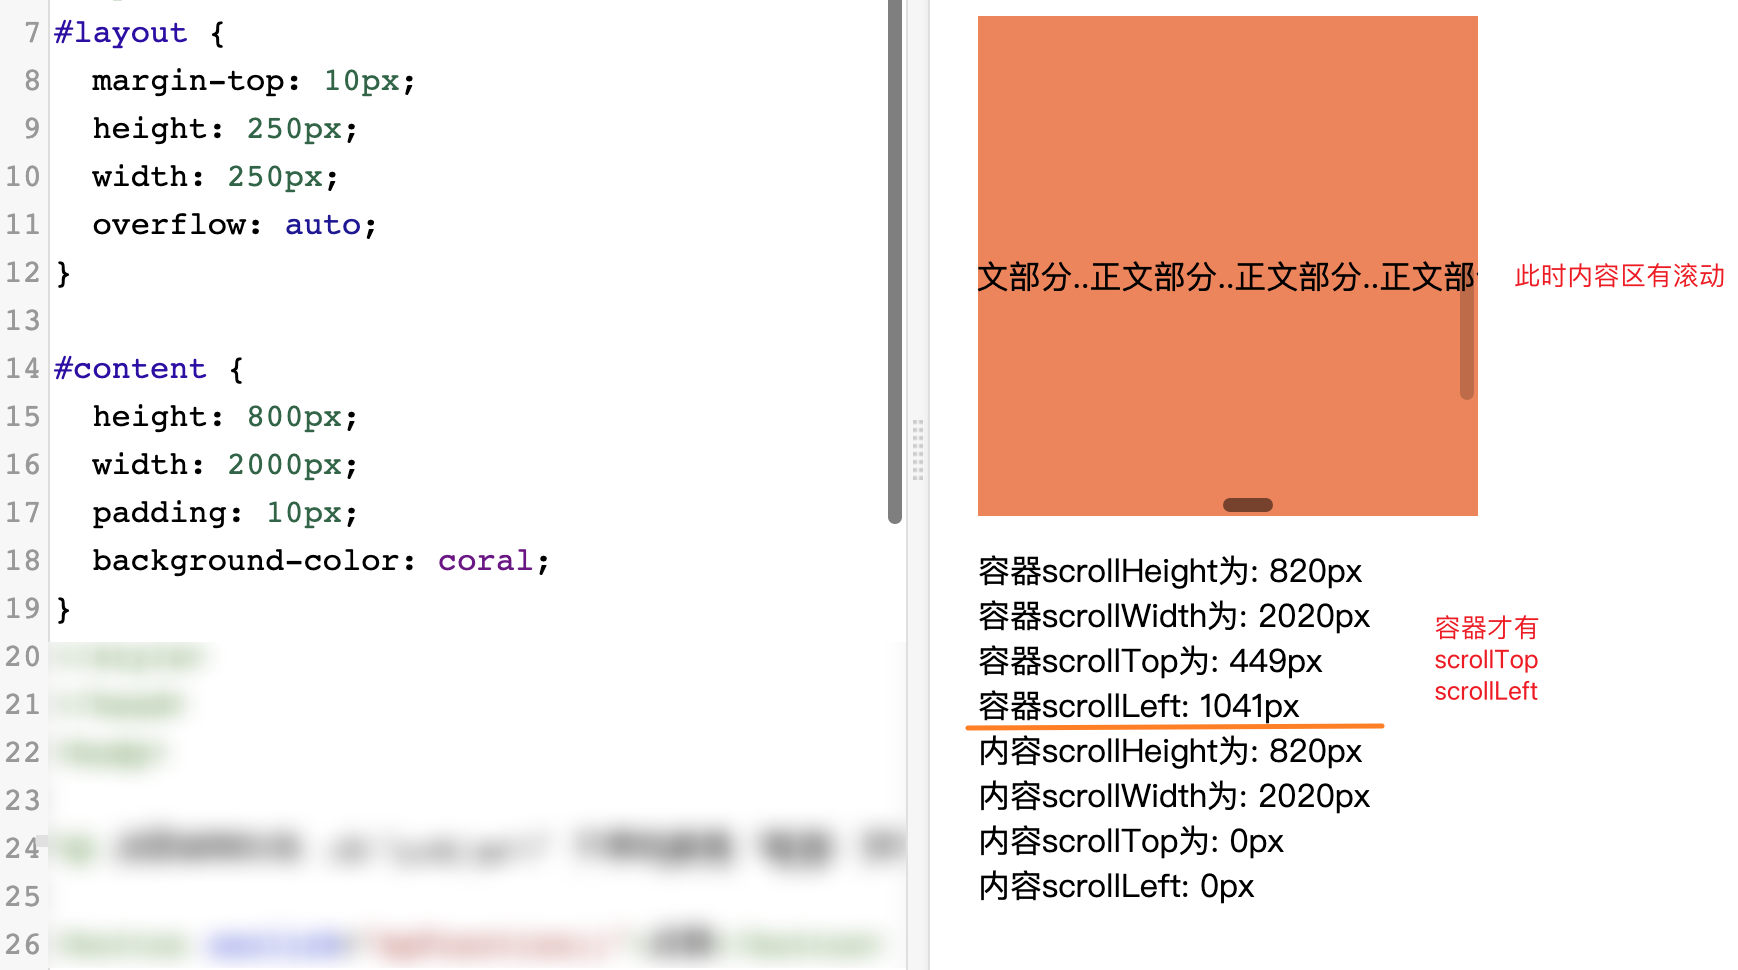 7 #layout {
8 margin-top: 10px;
9 height: 250px;
10 width: 250px;
11 overflow: auto;
12 }
13
14 #content {
15 height: 800px;
16 width: 2000px;
17 padding: 10px;
18 background-color: coral;
19 }
20
21
22
23
24
25
26
文部分..正文部分..正文部分..正文部
此时内容区有滚动
容器scrollHeight为: 820px
容器scrollWidth为: 2020px
容器scrollTop为: 449px
容器scrollLeft: 1041px
容器才有
scrollTop
scrollLeft
内容scrollHeight为: 820px
内容scrollWidth为: 2020px
内容scrollTop为: 0px
内容scrollLeft: 0px